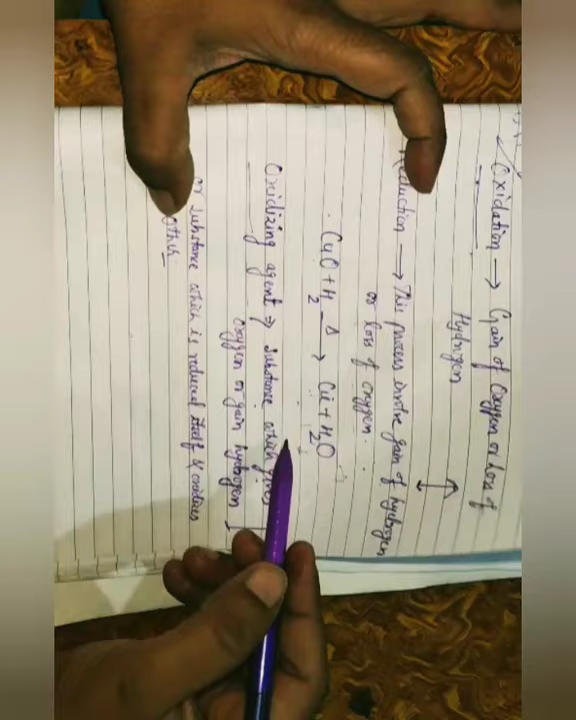 Oxidation → Gain of Oxygen or Loss of
Hydrogen
Reduction → This process involve gain of hydrogen
or loss of oxygen.
CuO + H2 —Δ→ Cu + H2O
Oxidizing agent ⇒ Substance which gives
oxygen or gain hydrogen
or Substance which is reduced itself & oxidises
other